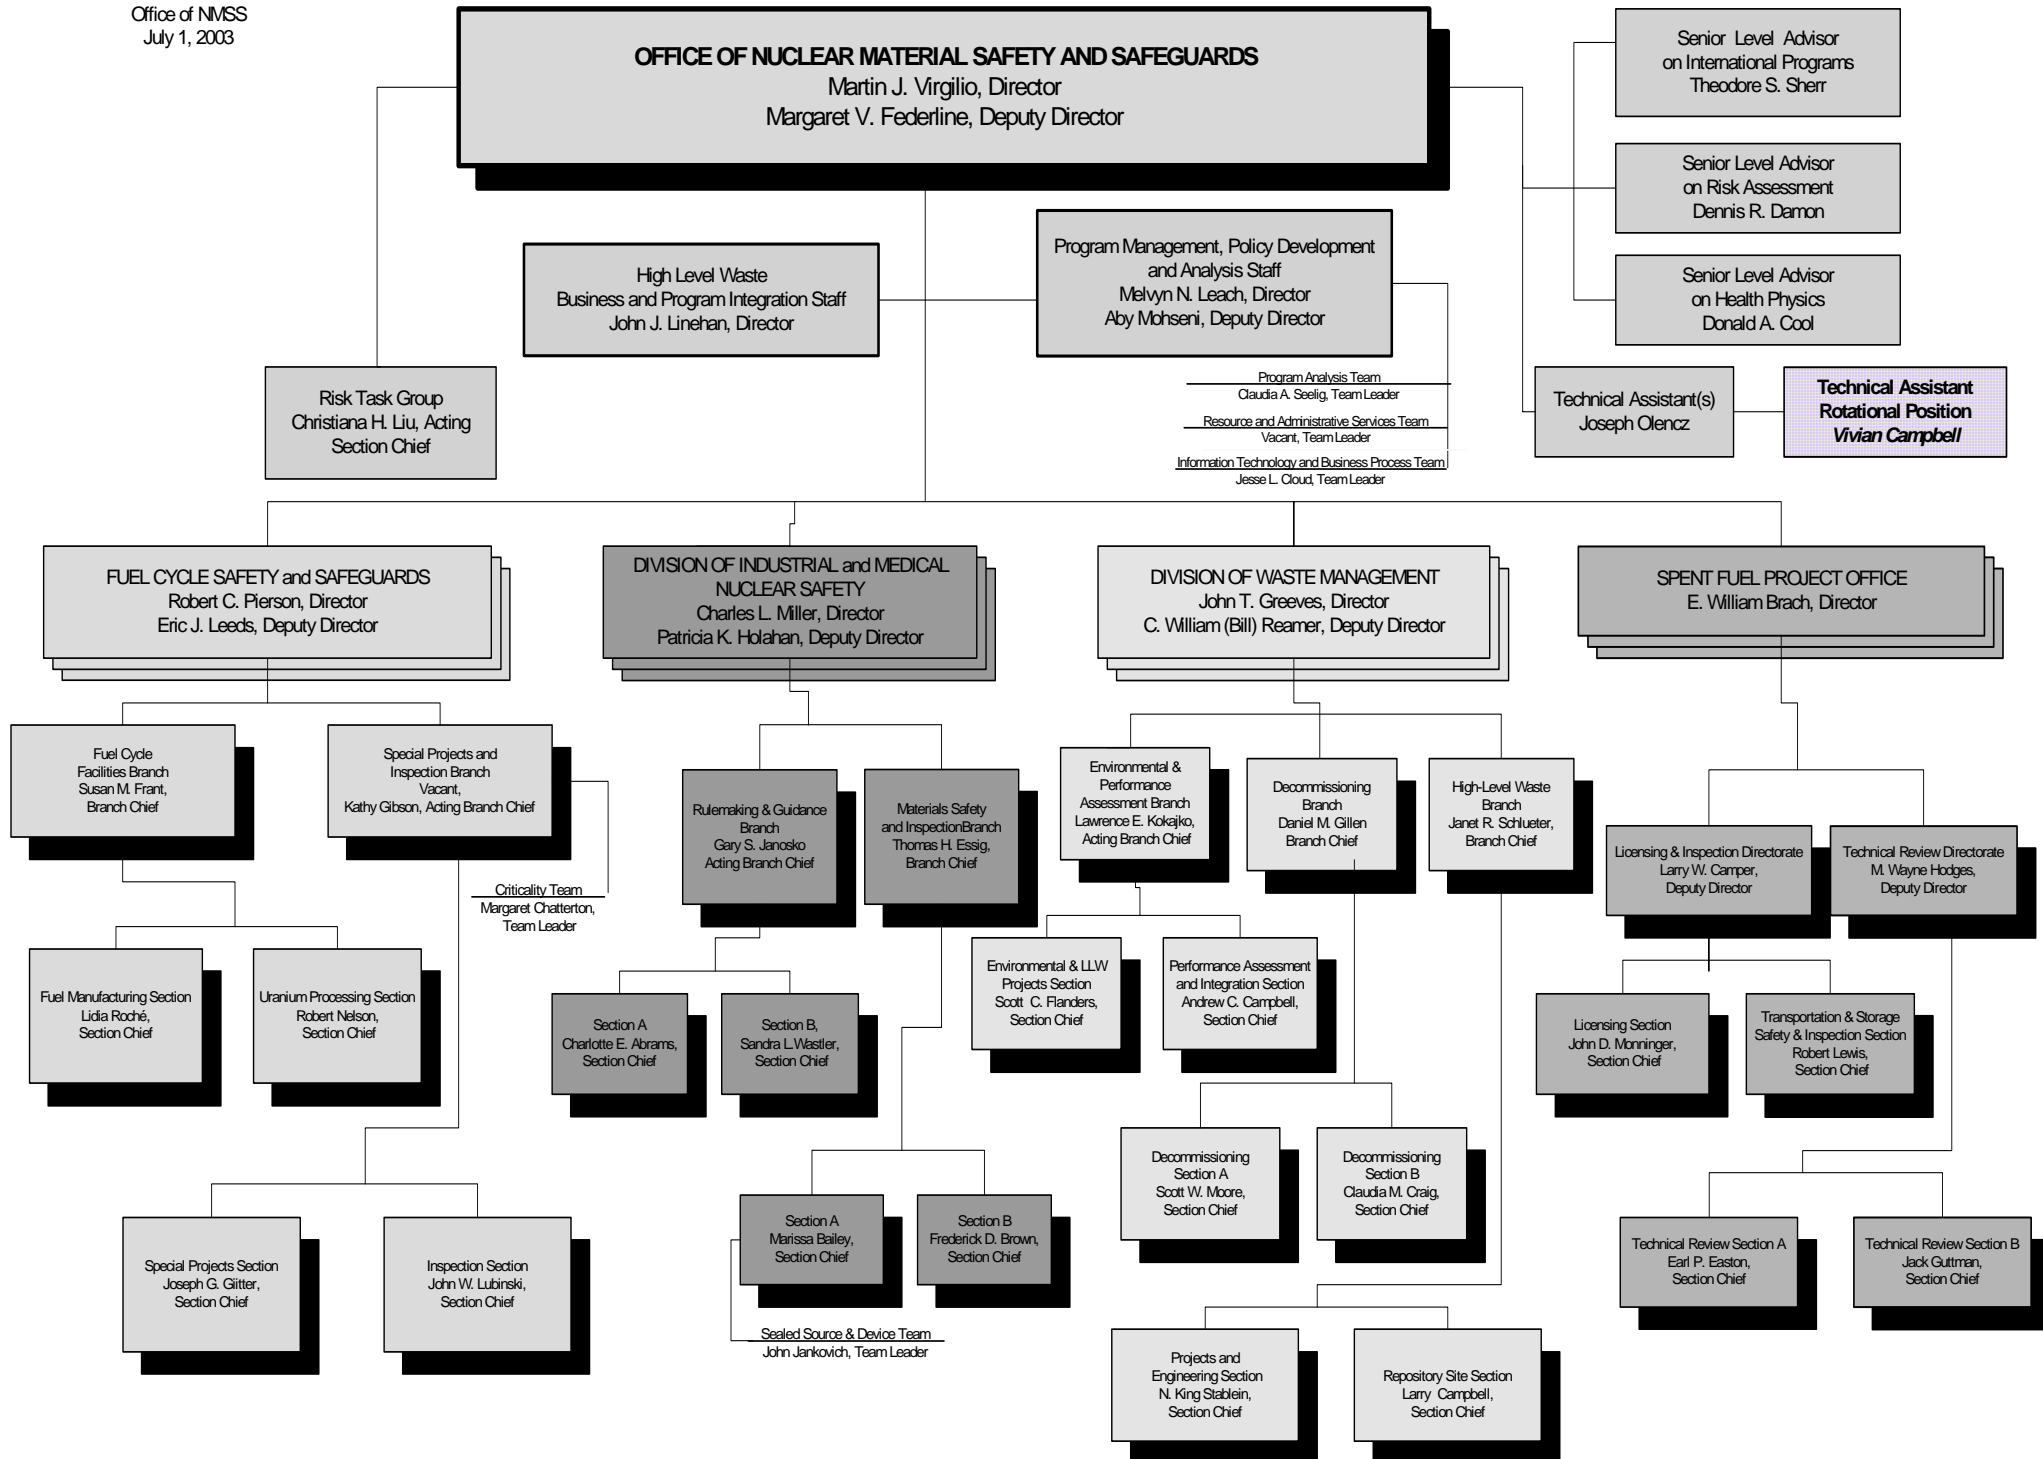 Office of NMSS
July 1, 2003
OFFICE OF NUCLEAR MATERIAL SAFETY AND SAFEGUARDS
Martin J. Virgilio, Director
Margaret V. Federline, Deputy Director
Senior Level Advisor
on International Programs
Theodore S. Sherr
Senior Level Advisor
on Risk Assessment
Dennis R. Damon
Senior Level Advisor
on Health Physics
Donald A. Cool
High Level Waste
Business and Program Integration Staff
John J. Linehan, Director
Program Management, Policy Development
and Analysis Staff
Melvyn N. Leach, Director
Aby Mohseni, Deputy Director
Risk Task Group
Christiana H. Liu, Acting
Section Chief
Program Analysis Team
Claudia A. Seelig, Team Leader
Resource and Administrative Services Team
Vacant, Team Leader
Information Technology and Business Process Team
Jesse L. Cloud, Team Leader
Technical Assistant(s)
Joseph Olencz
Technical Assistant
Rotational Position
Vivian Campbell
FUEL CYCLE SAFETY and SAFEGUARDS
Robert C. Pierson, Director
Eric J. Leeds, Deputy Director
DIVISION OF INDUSTRIAL and MEDICAL
NUCLEAR SAFETY
Charles L. Miller, Director
Patricia K. Holahan, Deputy Director
DIVISION OF WASTE MANAGEMENT
John T. Greeves, Director
C. William (Bill) Reamer, Deputy Director
SPENT FUEL PROJECT OFFICE
E. William Brach, Director
Fuel Cycle
Facilities Branch
Susan M. Frant,
Branch Chief
Special Projects and
Inspection Branch
Vacant,
Kathy Gibson, Acting Branch Chief
Criticality Team
Margaret Chatterton,
Team Leader
Rulemaking & Guidance
Branch
Gary S. Janosko
Acting Branch Chief
Materials Safety
and InspectionBranch
Thomas H. Essig,
Branch Chief
Environmental &
Performance
Assessment Branch
Lawrence E. Kokajko,
Acting Branch Chief
Decommissioning
Branch
Daniel M. Gillen
Branch Chief
High-Level Waste
Branch
Janet R. Schlueter,
Branch Chief
Licensing & Inspection Directorate
Larry W. Camper,
Deputy Director
Technical Review Directorate
M. Wayne Hodges,
Deputy Director
Fuel Manufacturing Section
Lidia Roché,
Section Chief
Uranium Processing Section
Robert Nelson,
Section Chief
Section A
Charlotte E. Abrams,
Section Chief
Section B,
Sandra L.Wastler,
Section Chief
Environmental & LLW
Projects Section
Scott C. Flanders,
Section Chief
Performance Assessment
and Integration Section
Andrew C. Campbell,
Section Chief
Licensing Section
John D. Monninger,
Section Chief
Transportation & Storage
Safety & Inspection Section
Robert Lewis,
Section Chief
Decommissioning
Section A
Scott W. Moore,
Section Chief
Decommissioning
Section B
Claudia M. Craig,
Section Chief
Special Projects Section
Joseph G. Giitter,
Section Chief
Inspection Section
John W. Lubinski,
Section Chief
Section A
Marissa Bailey,
Section Chief
Section B
Frederick D. Brown,
Section Chief
Sealed Source & Device Team
John Jankovich, Team Leader
Technical Review Section A
Earl P. Easton,
Section Chief
Technical Review Section B
Jack Guttman,
Section Chief
Projects and
Engineering Section
N. King Stablein,
Section Chief
Repository Site Section
Larry Campbell,
Section Chief